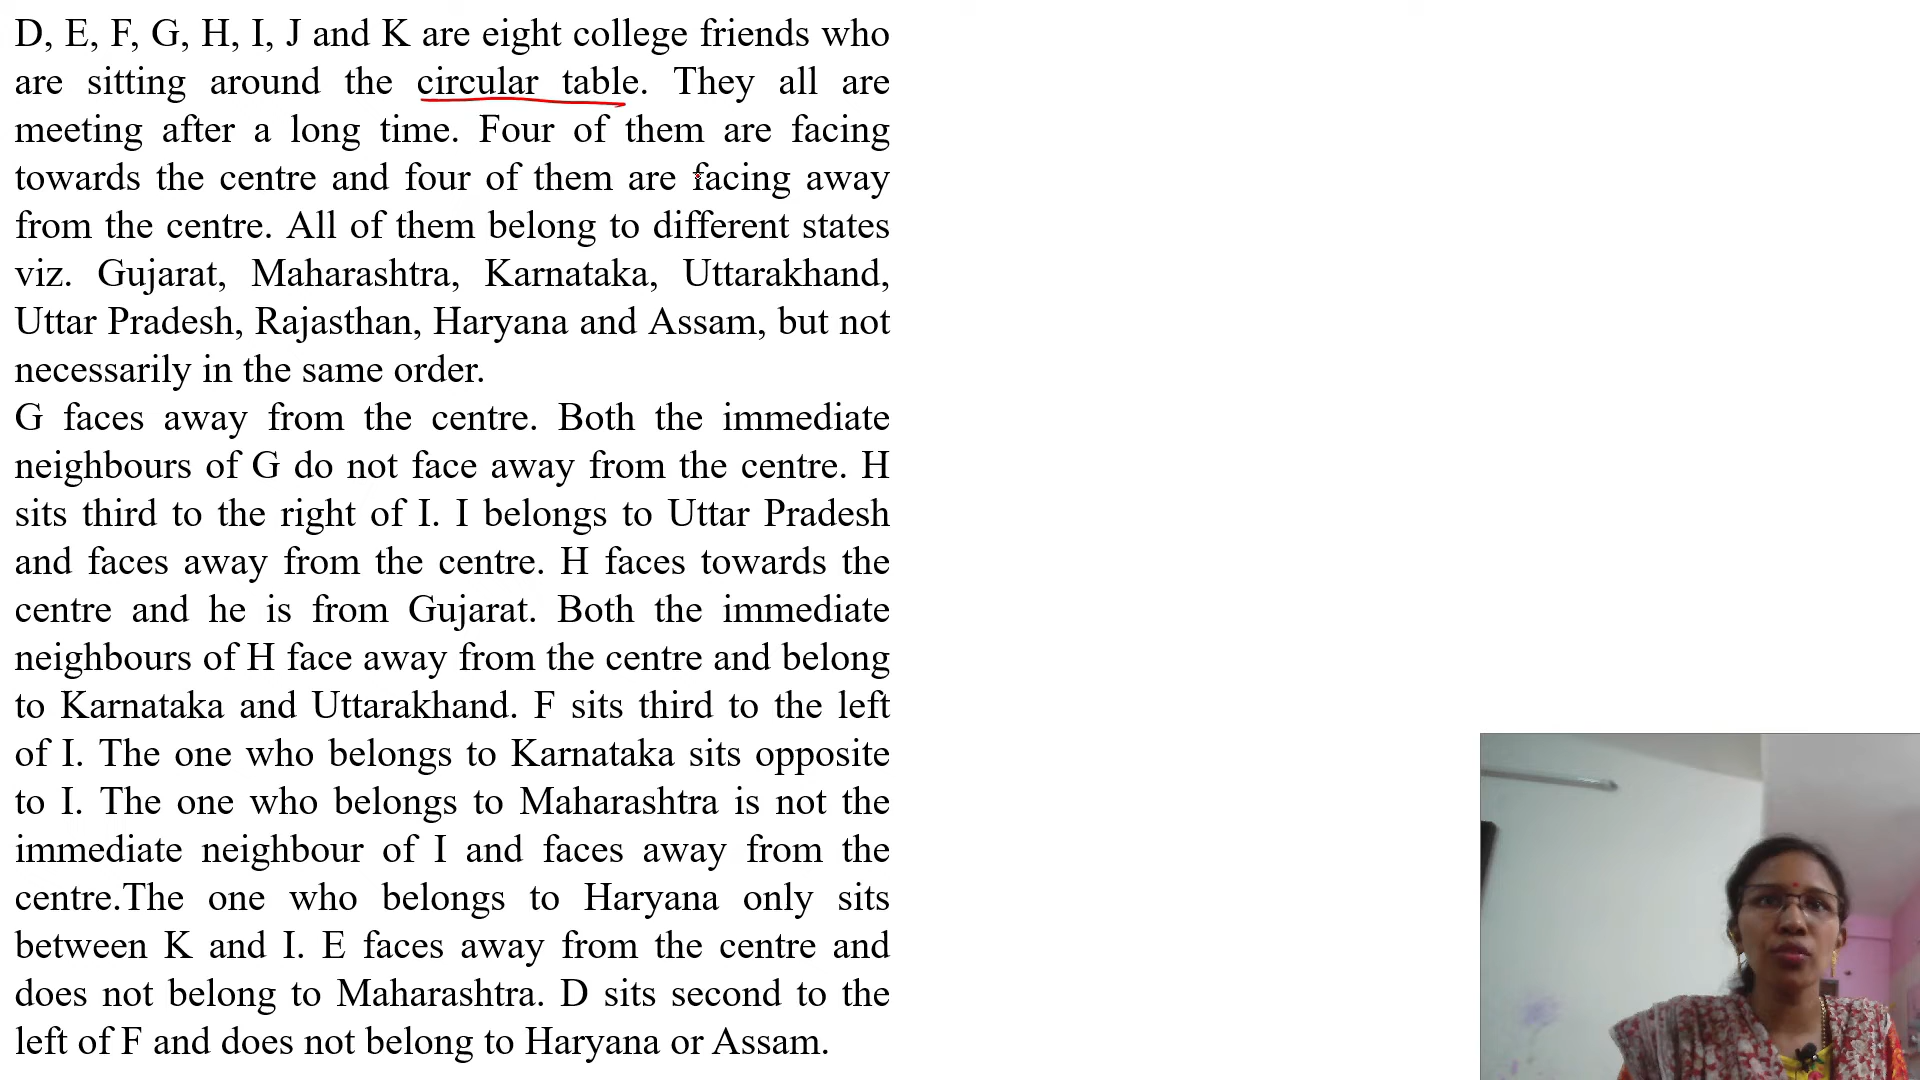 D, E, F, G, H, I, J and K are eight college friends who
are sitting around the circular table. They all are
meeting after a long time. Four of them are facing
towards the centre and four of them are facing away
from the centre. All of them belong to different states
viz. Gujarat, Maharashtra, Karnataka, Uttarakhand,
Uttar Pradesh, Rajasthan, Haryana and Assam, but not
necessarily in the same order.
G faces away from the centre. Both the immediate
neighbours of G do not face away from the centre. H
sits third to the right of I. I belongs to Uttar Pradesh
and faces away from the centre. H faces towards the
centre and he is from Gujarat. Both the immediate
neighbours of H face away from the centre and belong
to Karnataka and Uttarakhand. F sits third to the left
of I. The one who belongs to Karnataka sits opposite
to I. The one who belongs to Maharashtra is not the
immediate neighbour of I and faces away from the
centre.The one who belongs to Haryana only sits
between K and I. E faces away from the centre and
does not belong to Maharashtra. D sits second to the
left of F and does not belong to Haryana or Assam.